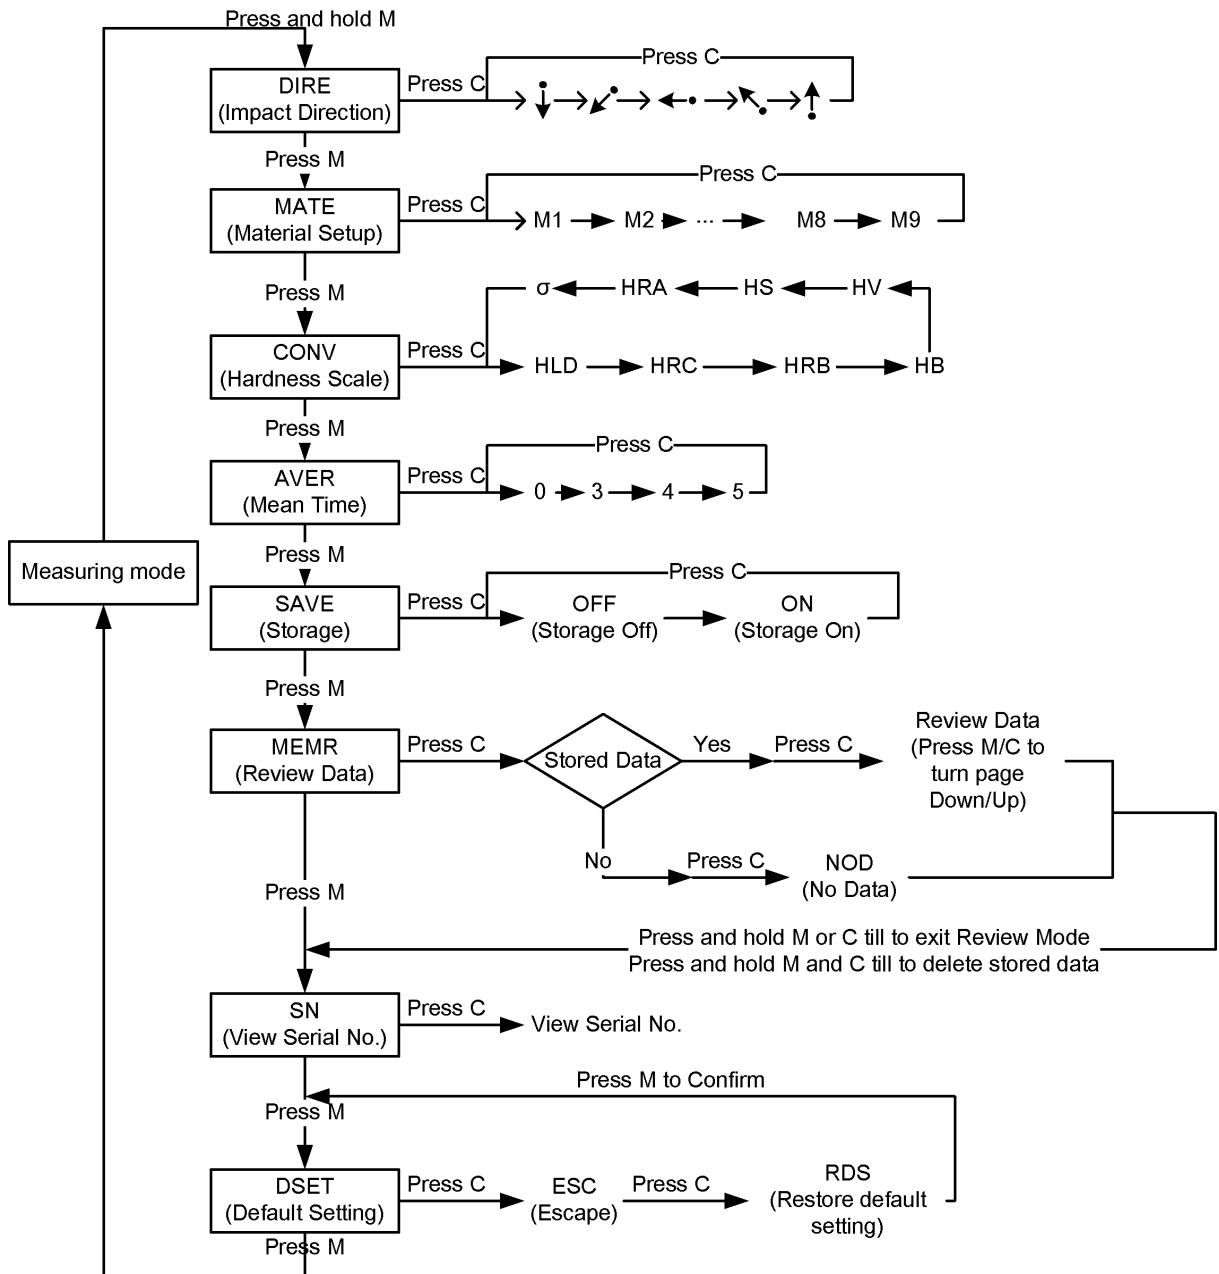 Press and hold M
DIRE
(Impact Direction)
Press C
Press C
Press M
MATE
(Material Setup)
Press C
Press C
M1
M2
...
M8
M9
Press M
σ
HRA
HS
HV
CONV
(Hardness Scale)
Press C
HLD
HRC
HRB
HB
Press M
AVER
(Mean Time)
Press C
Press C
0
3
4
5
Press M
Measuring mode
SAVE
(Storage)
Press C
Press C
OFF
(Storage Off)
ON
(Storage On)
Press M
MEMR
(Review Data)
Press C
Stored Data
Yes
Press C
Review Data
(Press M/C to
turn page
Down/Up)
No
Press C
NOD
(No Data)
Press M
Press and hold M or C till to exit Review Mode
Press and hold M and C till to delete stored data
SN
(View Serial No.)
Press C
View Serial No.
Press M to Confirm
Press M
DSET
(Default Setting)
Press C
ESC
(Escape)
Press C
RDS
(Restore default
setting)
Press M